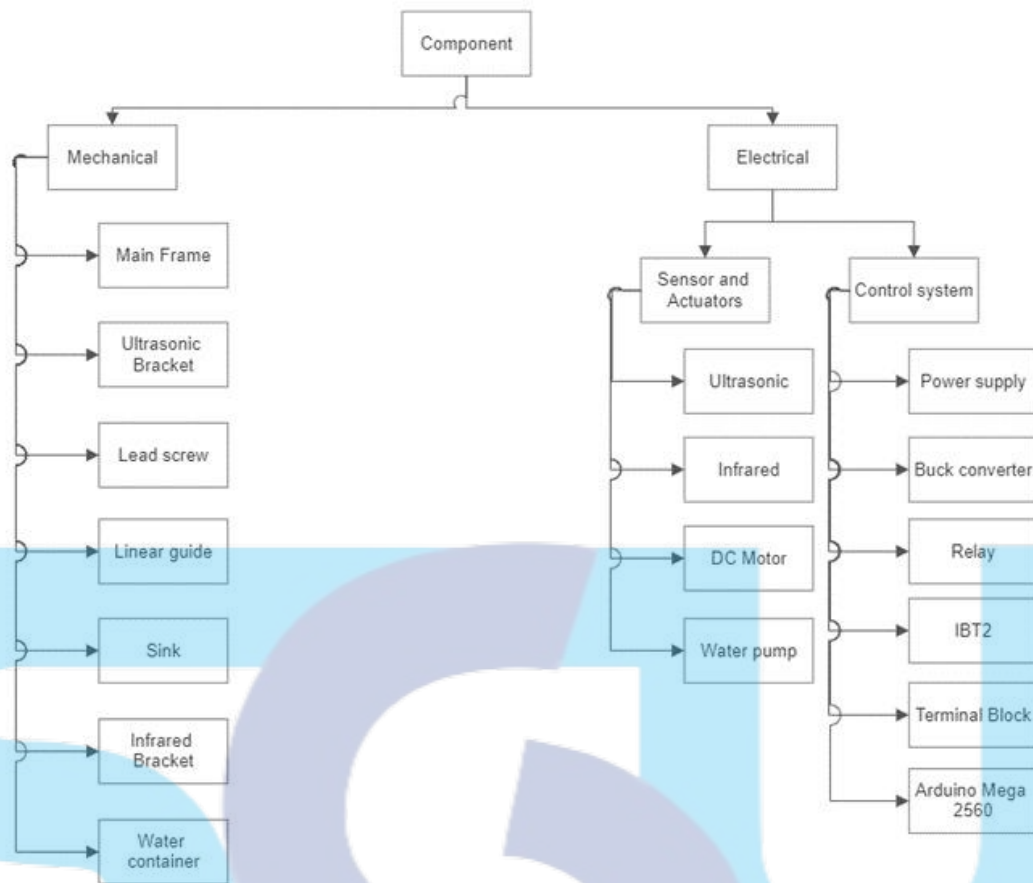 Component
Mechanical
Electrical
Main Frame
Ultrasonic
Bracket
Lead screw
Linear guide
Sink
Infrared
Bracket
Water
container
Sensor and
Actuators
Ultrasonic
Infrared
DC Motor
Water pump
Control system
Power supply
Buck converter
Relay
IBT2
Terminal Block
Arduino Mega
2560